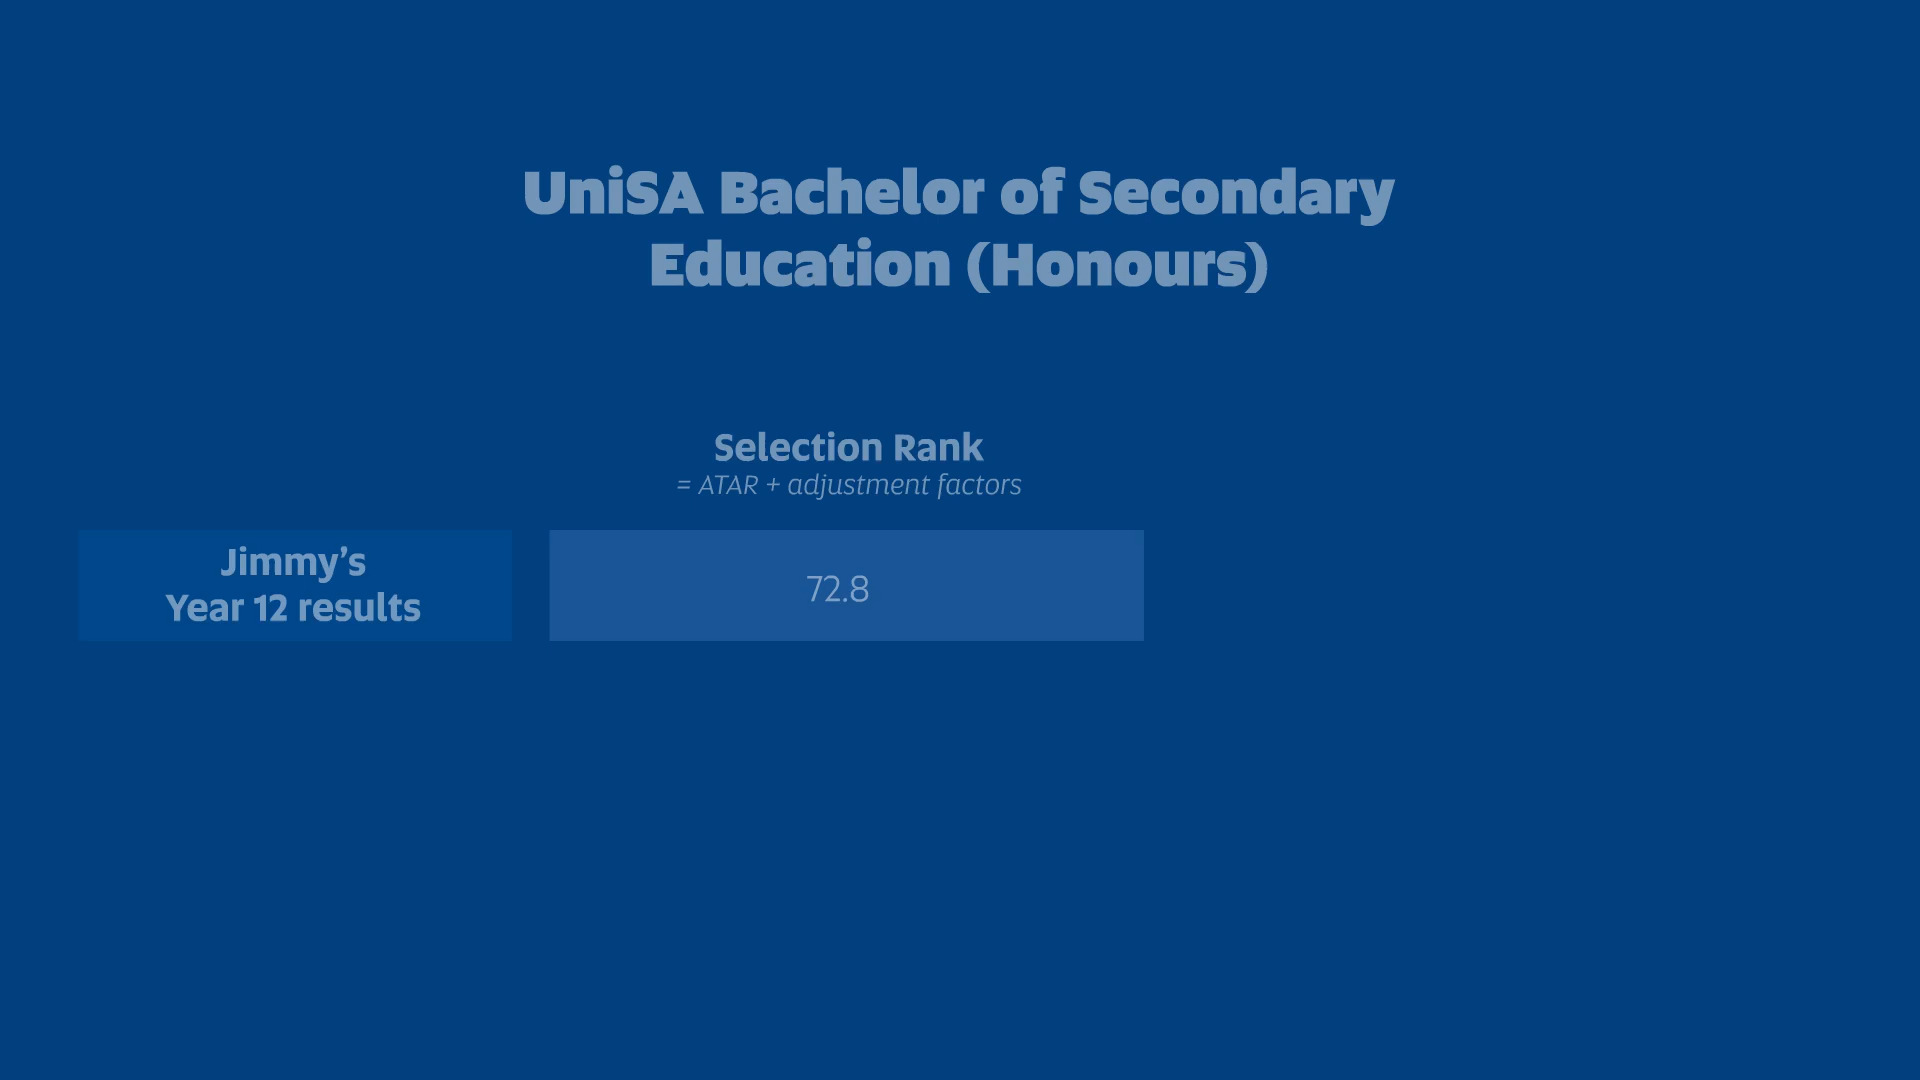 UniSA Bachelor of Secondary
Education (Honours)
Selection Rank
= ATAR + adjustment factors
Jimmy’s
Year 12 results
72.8